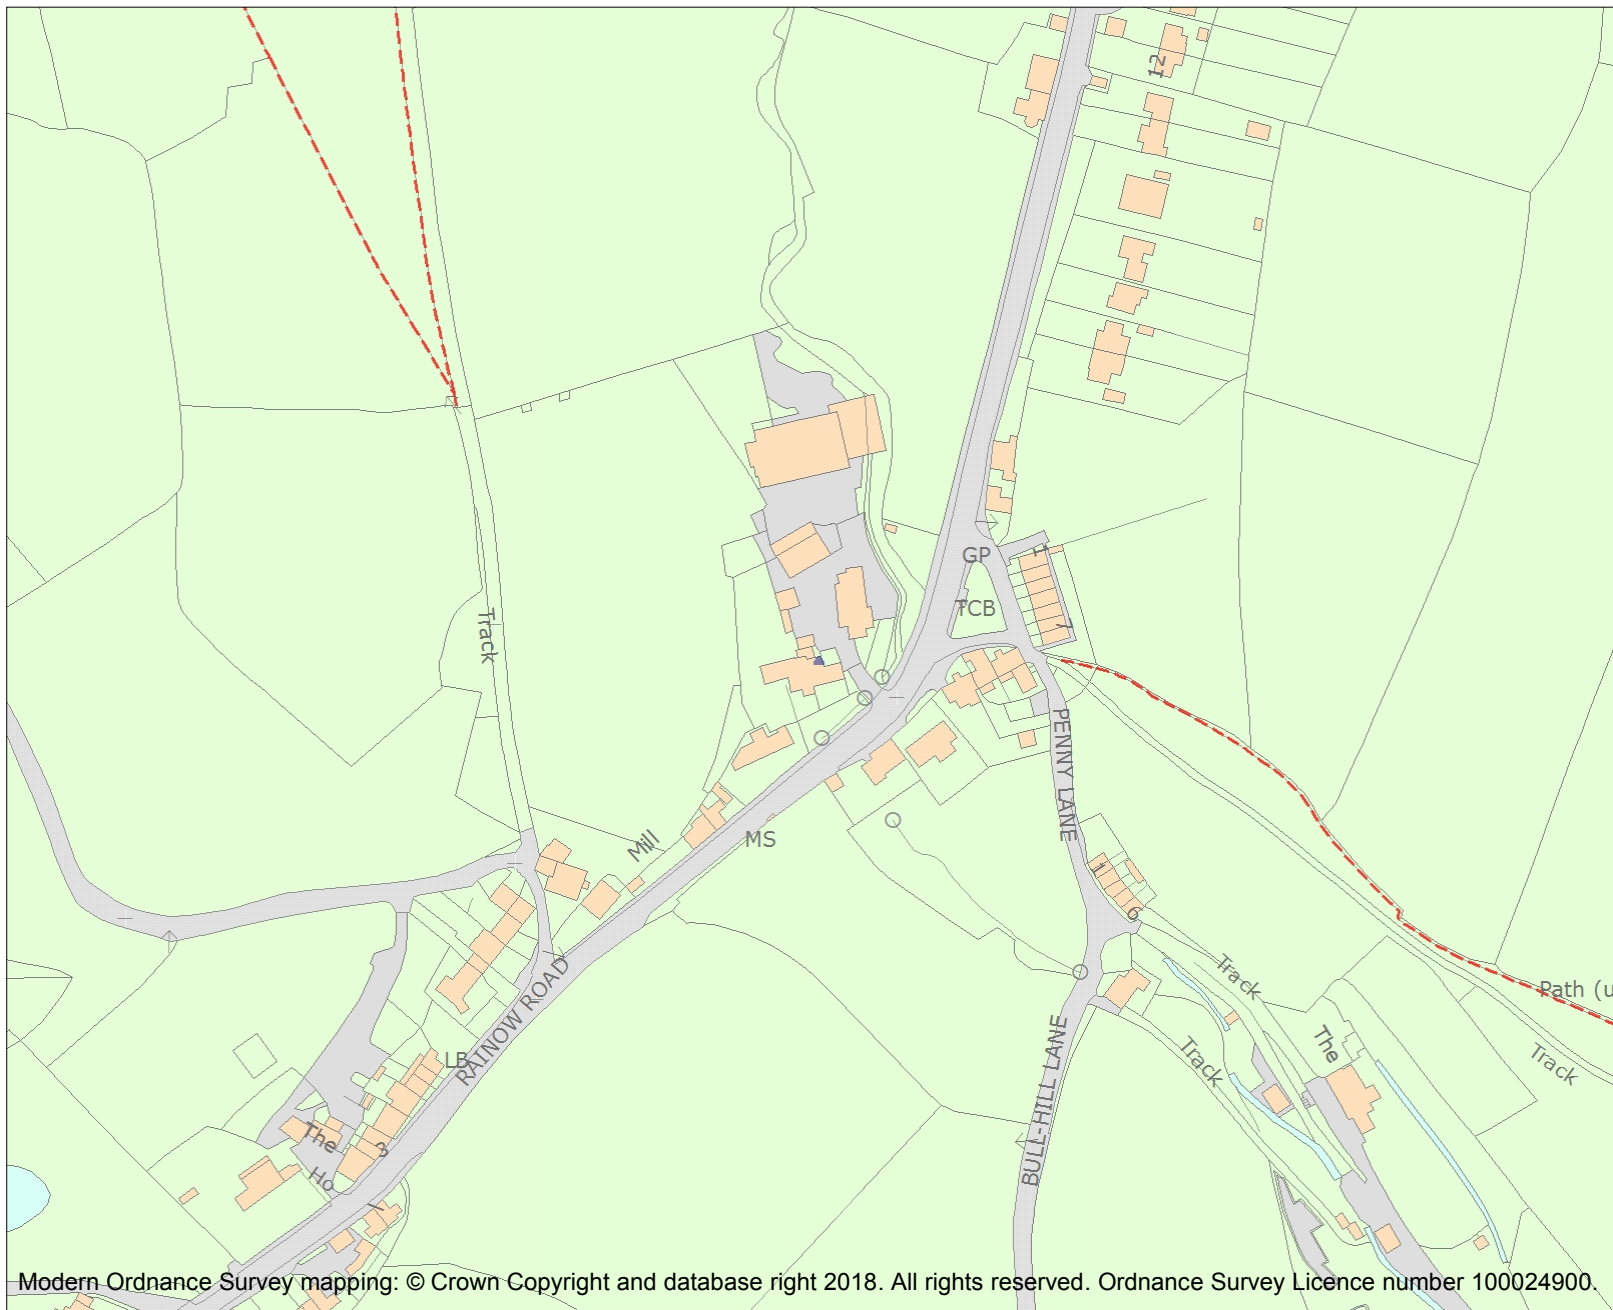 12
GP
1
TCB
7
Track
PENNY LANE
Mill
MS
1
6
Track
Path (u
RAINOW ROAD
LB
BULL-HILL LANE
Track
The
Track
The
3
Ho
Modern Ordnance Survey mapping: © Crown Copyright and database right 2018. All rights reserved. Ordnance Survey Licence number 100024900.